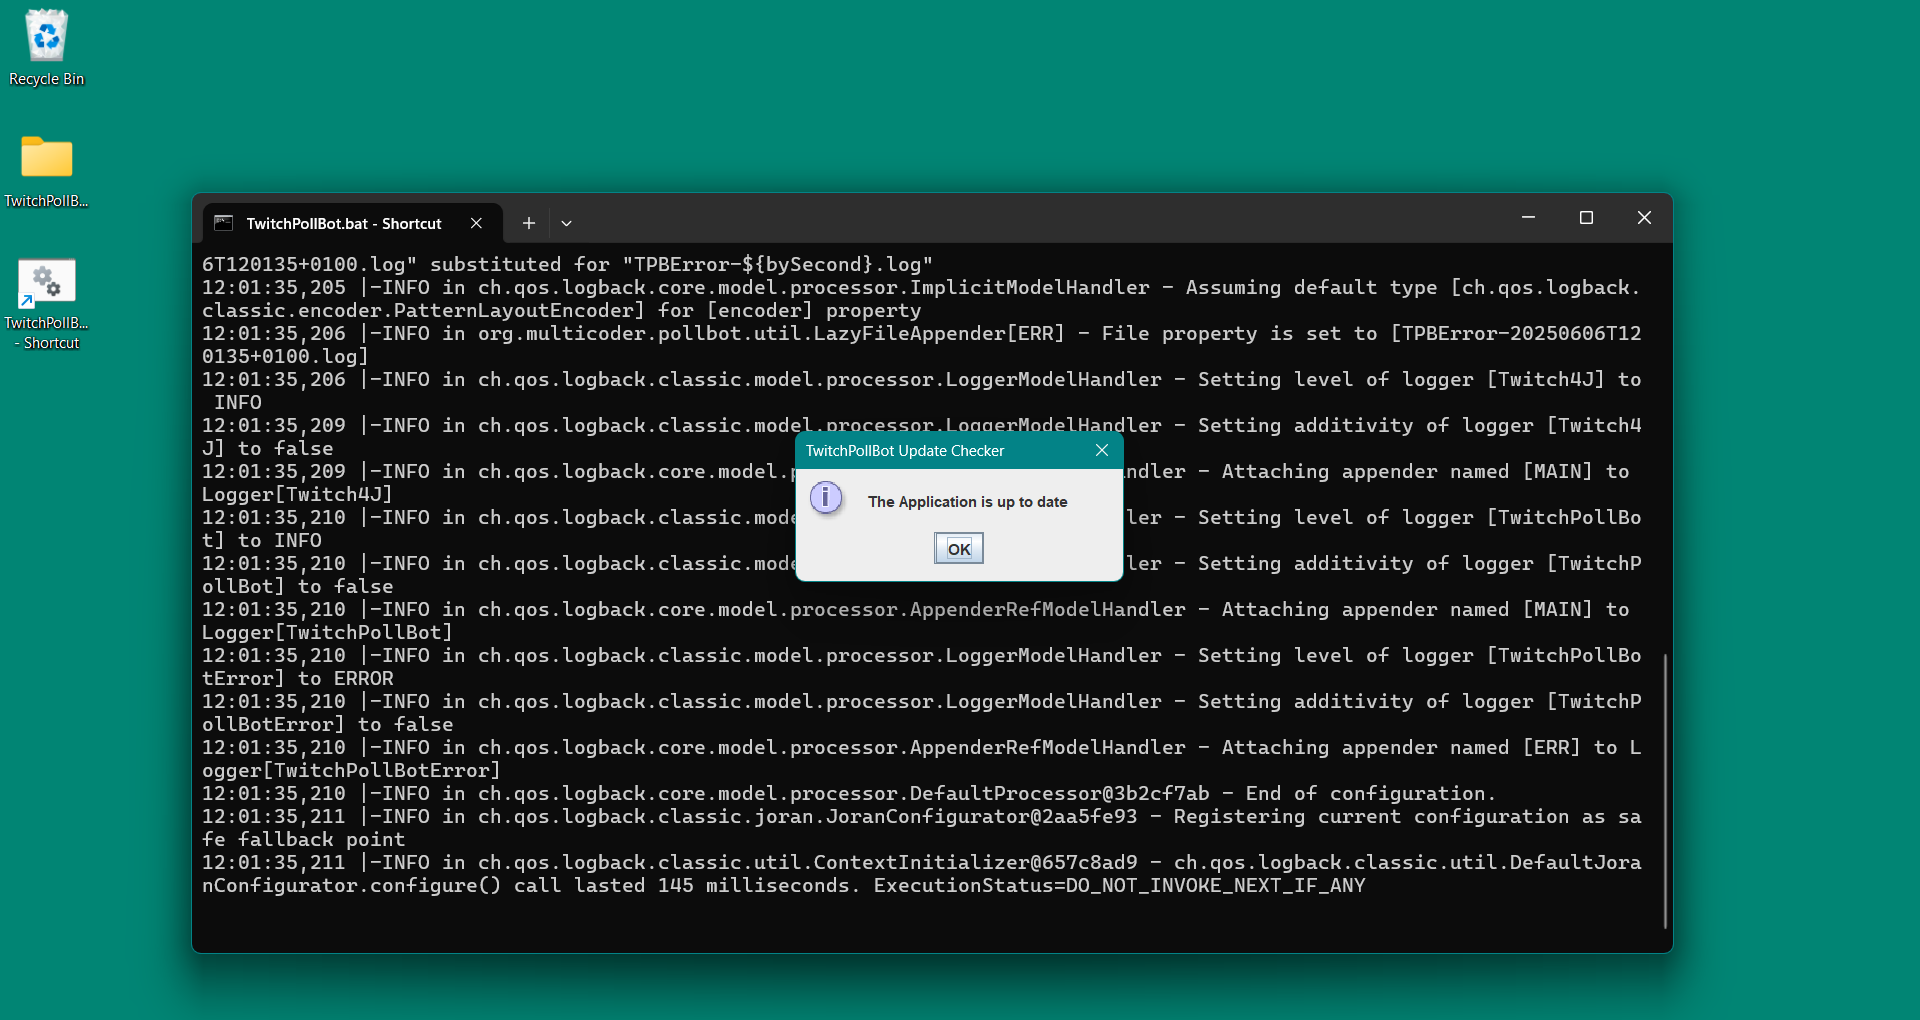 Recycle Bin
TwitchPollB...
TwitchPollB...
- Shortcut
TwitchPollBot.bat - Shortcut
6T120135+0100.log" substituted for "TPBError-${bySecond}.log"
12:01:35,205 |-INFO in ch.qos.logback.core.model.processor.ImplicitModelHandler - Assuming default type [ch.qos.logback.
classic.encoder.PatternLayoutEncoder] for [encoder] property
12:01:35,206 |-INFO in org.multicoder.pollbot.util.LazyFileAppender[ERR] - File property is set to [TPBError-20250606T12
0135+0100.log]
12:01:35,206 |-INFO in ch.qos.logback.classic.model.processor.LoggerModelHandler - Setting level of logger [Twitch4J] to
INFO
12:01:35,209 |-INFO in ch.qos.logback.classic.model.processor.LoggerModelHandler - Setting additivity of logger [Twitch4
J] to false
12:01:35,209 |-INFO in ch.qos.logback.core.model.p ndler - Attaching appender named [MAIN] to
Logger[Twitch4J]
12:01:35,210 |-INFO in ch.qos.logback.classic.mode ler - Setting level of logger [TwitchPollBo
t] to INFO
12:01:35,210 |-INFO in ch.qos.logback.classic.mode ler - Setting additivity of logger [TwitchP
ollBot] to false
12:01:35,210 |-INFO in ch.qos.logback.core.model.processor.AppenderRefModelHandler - Attaching appender named [MAIN] to
Logger[TwitchPollBot]
12:01:35,210 |-INFO in ch.qos.logback.classic.model.processor.LoggerModelHandler - Setting level of logger [TwitchPollBo
tError] to ERROR
12:01:35,210 |-INFO in ch.qos.logback.classic.model.processor.LoggerModelHandler - Setting additivity of logger [TwitchP
ollBotError] to false
12:01:35,210 |-INFO in ch.qos.logback.core.model.processor.AppenderRefModelHandler - Attaching appender named [ERR] to L
ogger[TwitchPollBotError]
12:01:35,210 |-INFO in ch.qos.logback.core.model.processor.DefaultProcessor@3b2cf7ab - End of configuration.
12:01:35,211 |-INFO in ch.qos.logback.classic.joran.JoranConfigurator@2aa5fe93 - Registering current configuration as sa
fe fallback point
12:01:35,211 |-INFO in ch.qos.logback.classic.util.ContextInitializer@657c8ad9 - ch.qos.logback.classic.util.DefaultJora
nConfigurator.configure() call lasted 145 milliseconds. ExecutionStatus=DO_NOT_INVOKE_NEXT_IF_ANY
TwitchPollBot Update Checker
The Application is up to date
OK